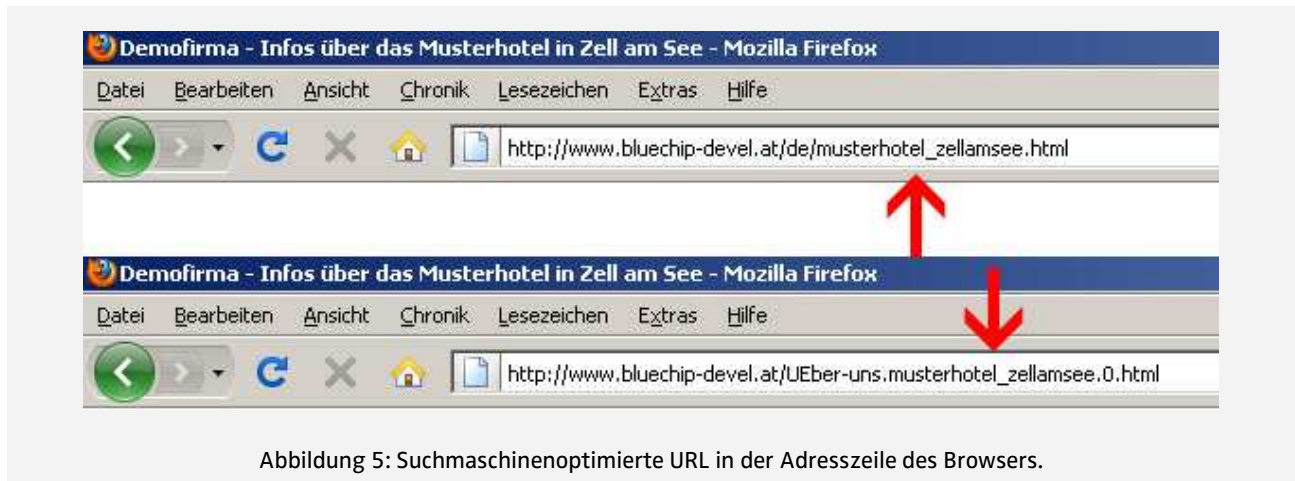 Demofirma - Infos über das Musterhotel in Zell am See - Mozilla Firefox
Datei Bearbeiten Ansicht Chronik Lesezeichen Extras Hilfe
http://www.bluechip-devel.at/de/musterhotel_zellamsee.html
Demofirma - Infos über das Musterhotel in Zell am See - Mozilla Firefox
Datei Bearbeiten Ansicht Chronik Lesezeichen Extras Hilfe
http://www.bluechip-devel.at/UEber-uns.musterhotel_zellamsee.0.html
Abbildung 5: Suchmaschinenoptimierte URL in der Adresszeile des Browsers.